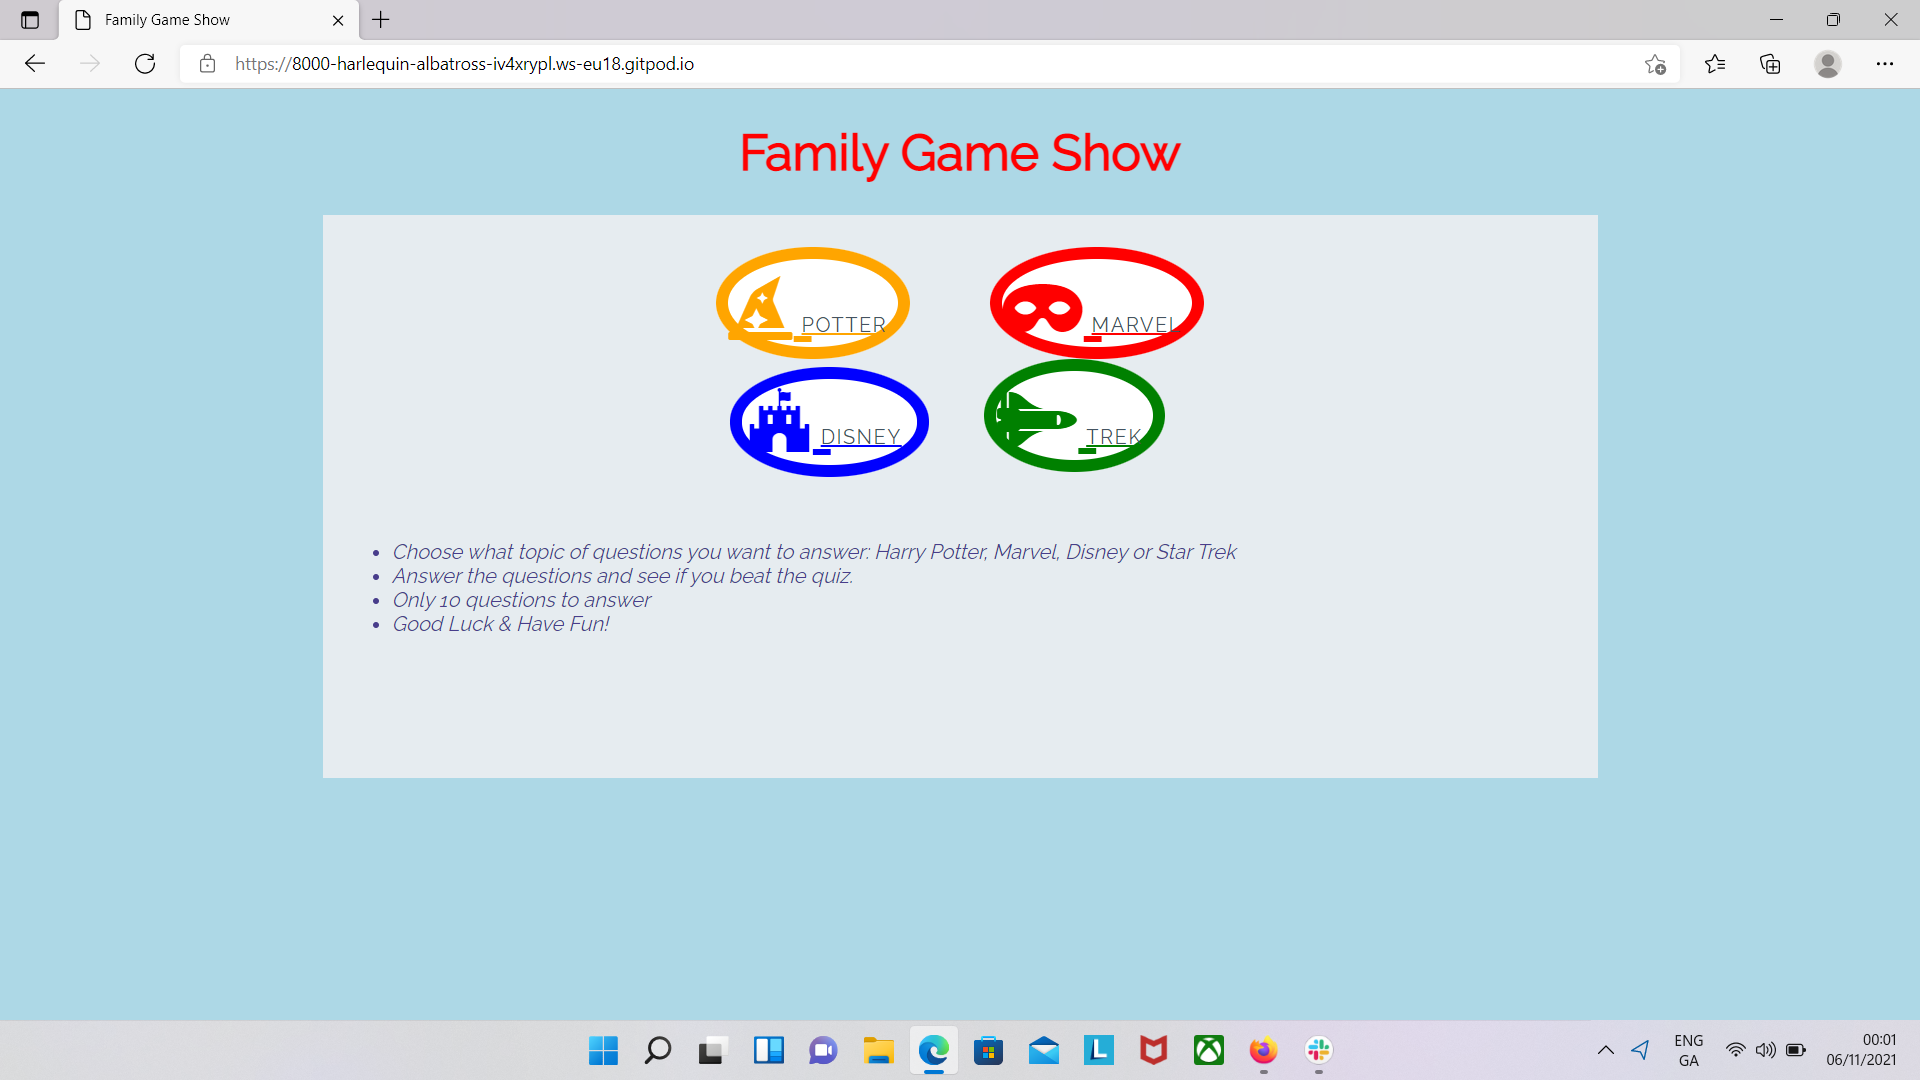 Family Game Show
https://8000-harlequin-albatross-iv4xrypl.ws-eu18.gitpod.io
Family Game Show
POTTER
MARVEL
DISNEY
TREK
Choose what topic of questions you want to answer: Harry Potter, Marvel, Disney or Star Trek
Answer the questions and see if you beat the quiz.
Only 10 questions to answer
Good Luck & Have Fun!
ENG
GA
00:01
06/11/2021